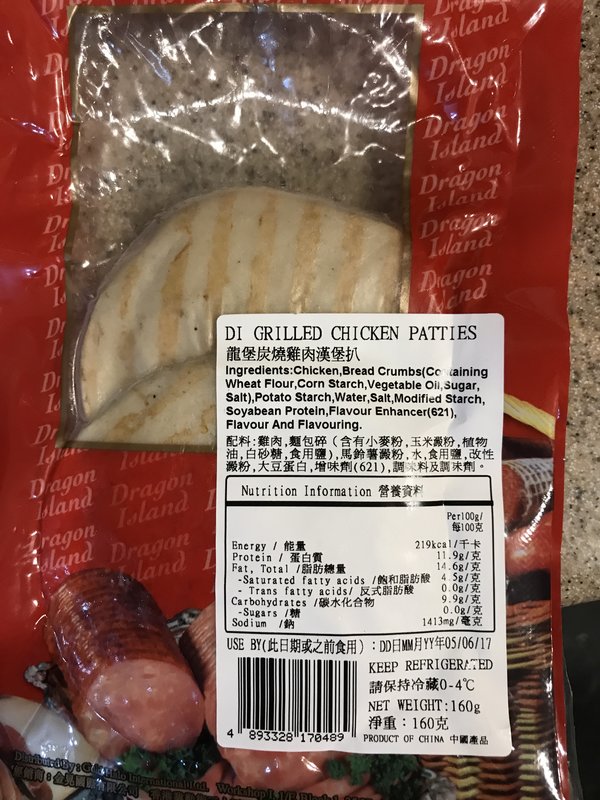 Dragon Island
Dragon Island
Dragon Island
Dragon Island
Dragon Island
Dragon Island
Dragon Island
DI GRILLED CHICKEN PATTIES
龍堡炭燒雞肉漢堡扒
Ingredients:Chicken,Bread Crumbs(Containing
Wheat Flour,Corn Starch,Vegetable Oil,Sugar,
Salt),Potato Starch,Water,Salt,Modified Starch,
Soyabean Protein,Flavour Enhancer(621),
Flavour And Flavouring.
配料:雞肉,麵包碎(含有小麥粉,玉米澱粉,植物
油,白砂糖,食用鹽),馬鈴薯澱粉,水,食用鹽,改性
澱粉,大豆蛋白,增味劑(621),調味料及調味劑。
Nutrition Information 營養資料
Per100g/
每100克
Energy / 能量 219kcal/千卡
Protein / 蛋白質 11.9g/克
Fat, Total /脂肪總量 14.6g/克
-Saturated fatty acids /飽和脂肪酸 4.5g/克
- Trans fatty acids/ 反式脂肪酸 0.0g/克
Carbohydrates /碳水化合物 9.9g/克
-Sugars /糖 0.0g/克
Sodium /鈉 1413mg/毫克
USE BY(此日期或之前食用):DD日MM月YY年05/06/17
KEEP REFRIGERATED
請保持冷藏0-4℃
NET WEIGHT:160g
淨重:160克
4 893328 170489
PRODUCT OF CHINA 中國產品
Distributed By: International Ltd. Workshop